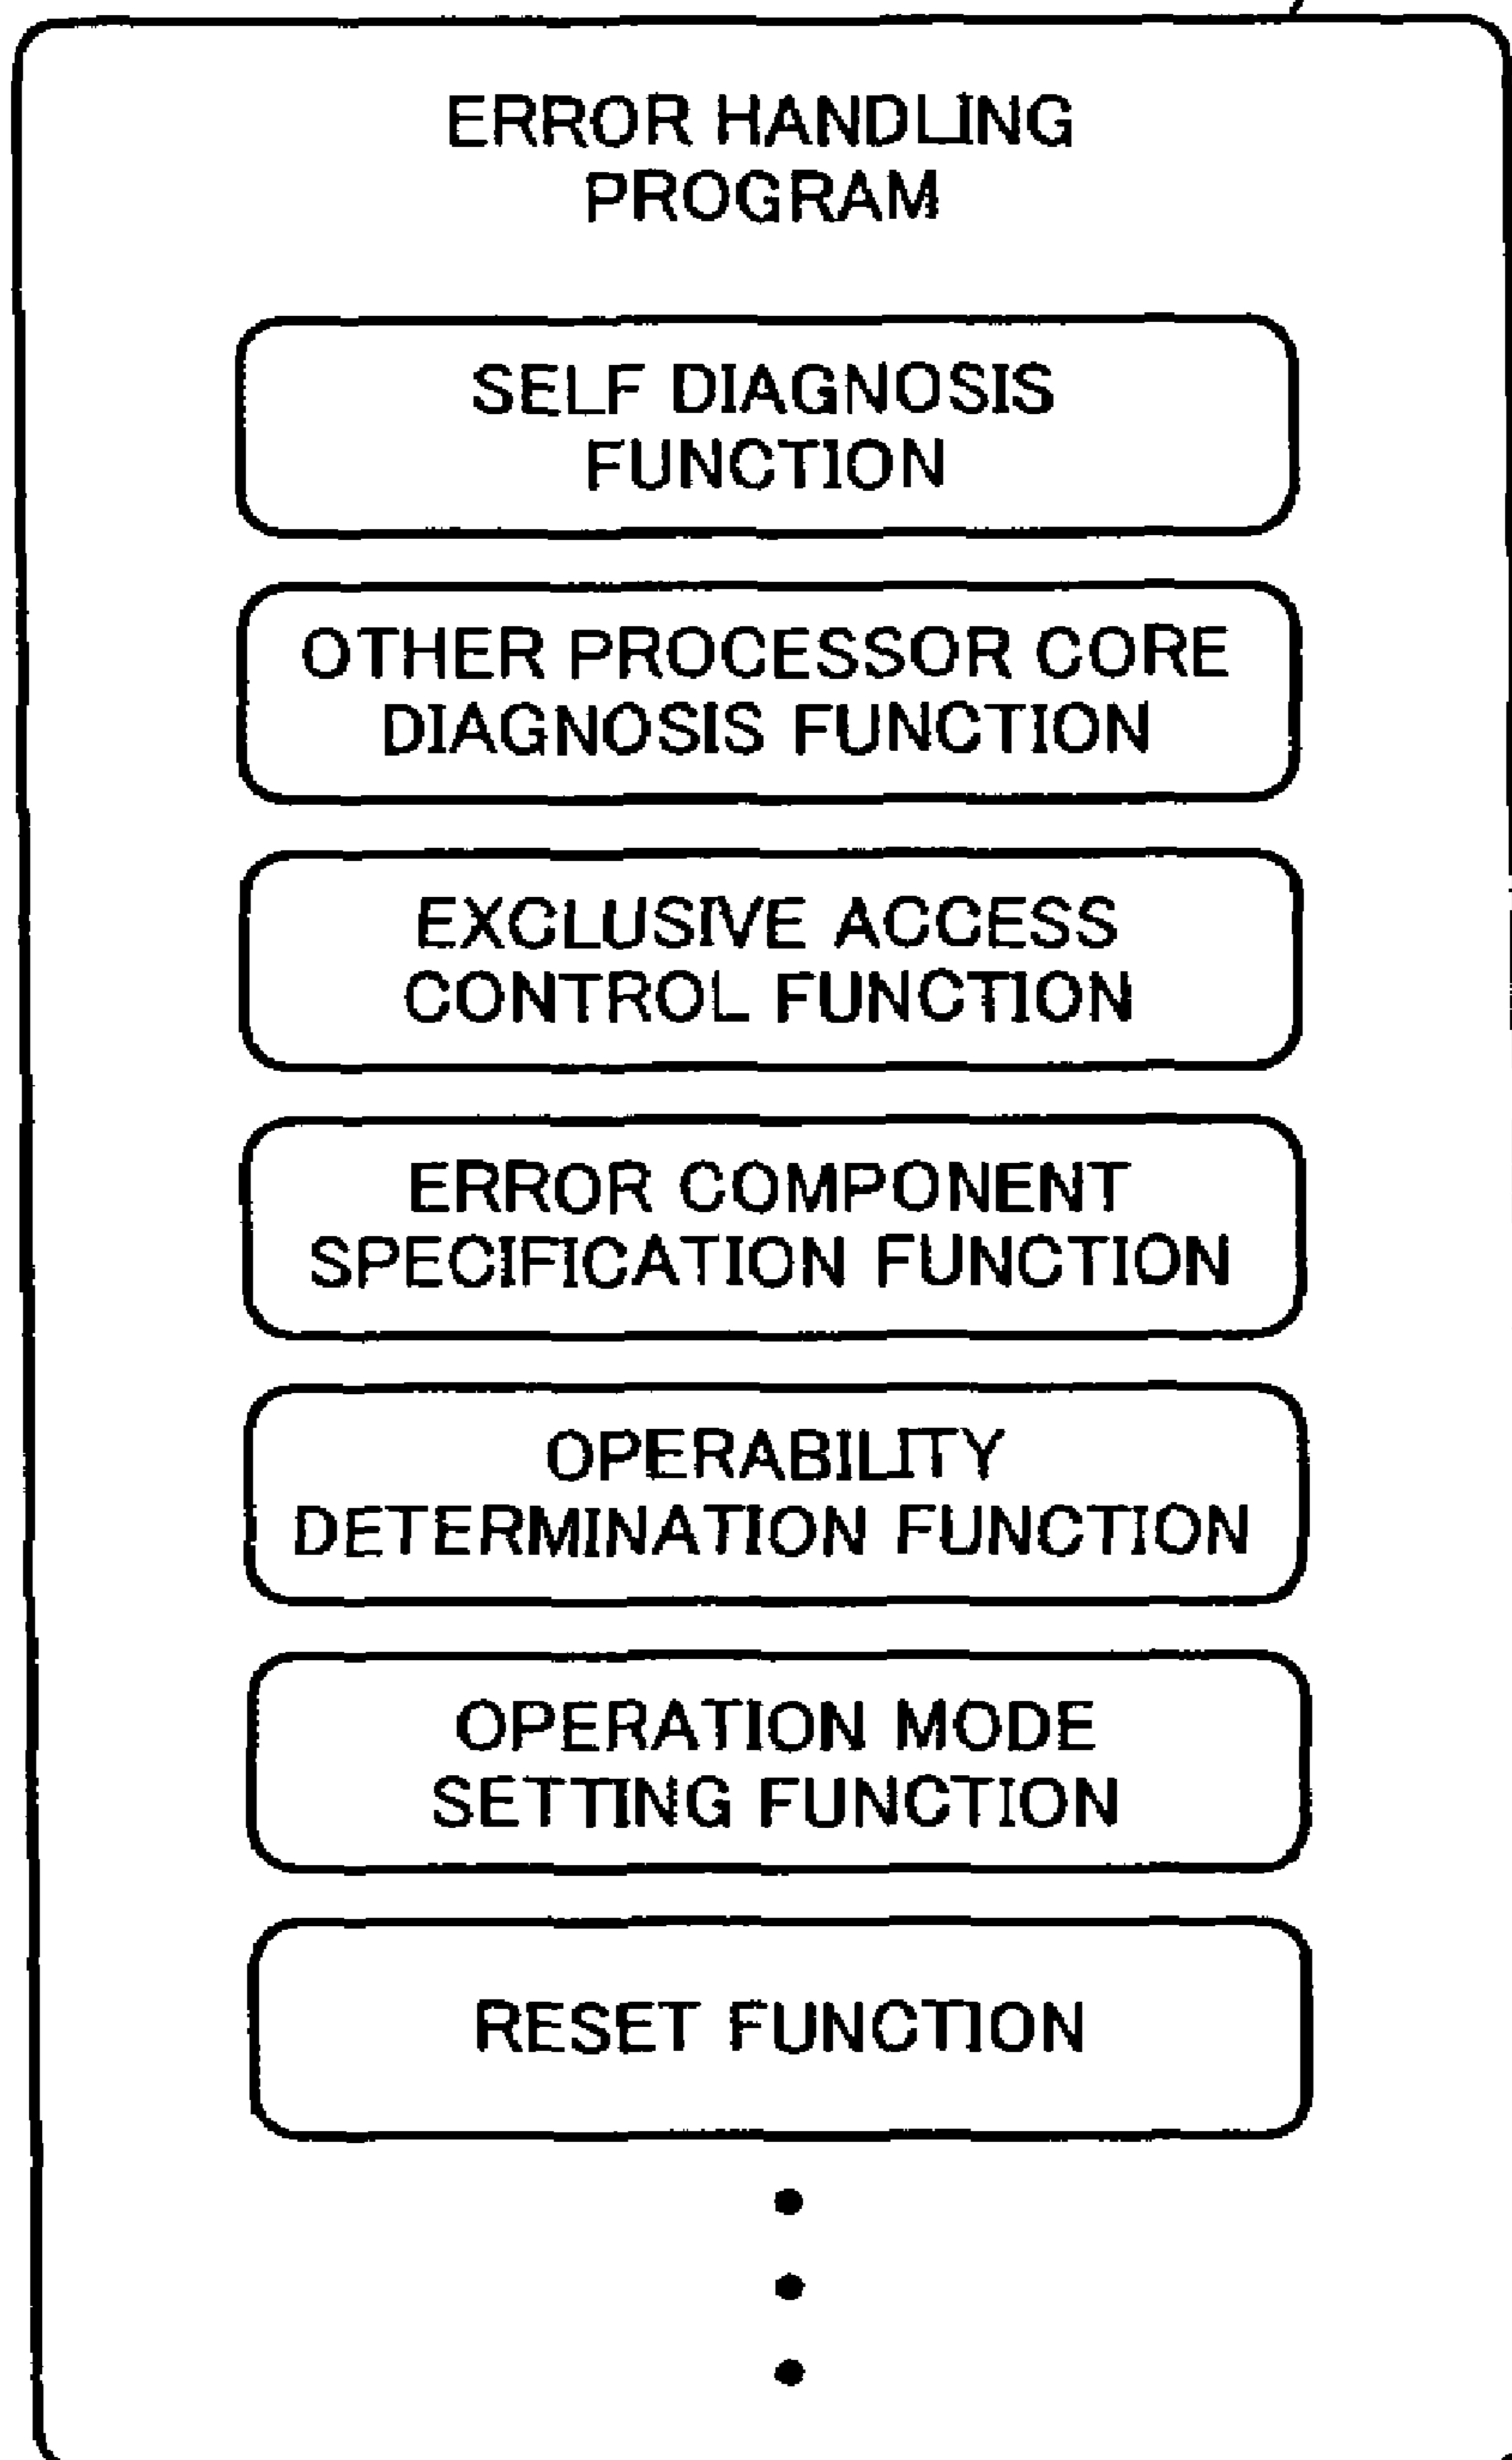 ERROR HANDLING
PROGRAM
SELF DIAGNOSIS
FUNCTION
OTHER PROCESSOR CORE
DIAGNOSIS FUNCTION
EXCLUSIVE ACCESS
CONTROL FUNCTION
ERROR COMPONENT
SPECIFICATION FUNCTION
OPERABILITY
DETERMINATION FUNCTION
OPERATION MODE
SETTING FUNCTION
RESET FUNCTION